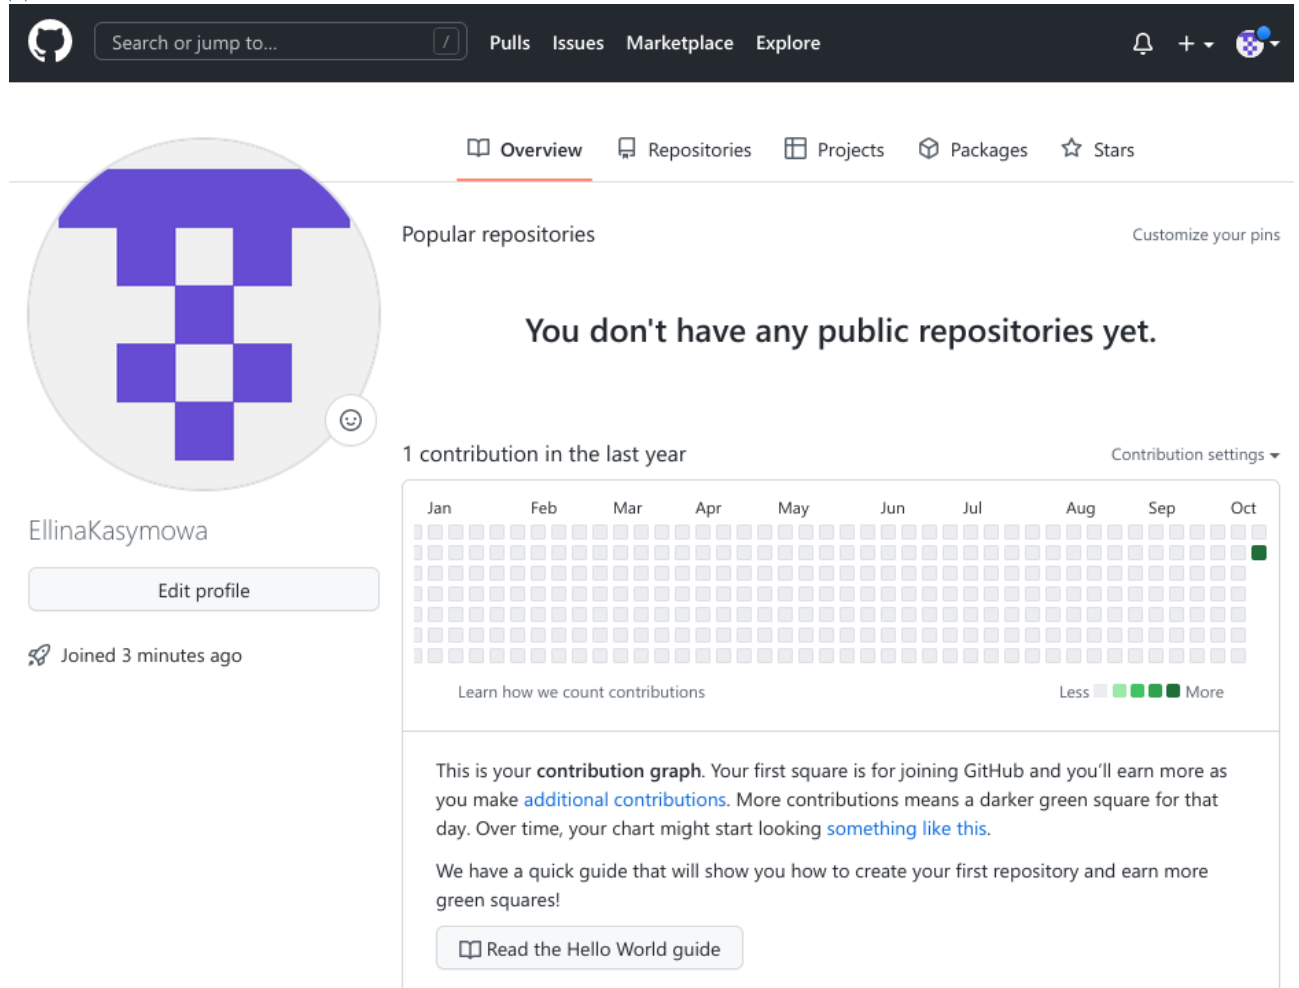 Search or jump to...
/
Pulls Issues Marketplace Explore
Overview Repositories Projects Packages Stars
Popular repositories Customize your pins
You don't have any public repositories yet.
1 contribution in the last year Contribution settings
Jan Feb Mar Apr May Jun Jul Aug Sep Oct
EllinaKasymowa
Edit profile
Joined 3 minutes ago
Learn how we count contributions Less More
This is your contribution graph. Your first square is for joining GitHub and you'll earn more as
you make additional contributions. More contributions means a darker green square for that
day. Over time, your chart might start looking something like this.
We have a quick guide that will show you how to create your first repository and earn more
green squares!
Read the Hello World guide